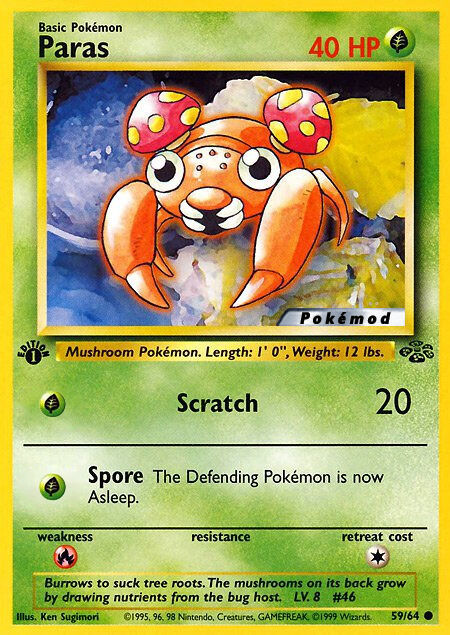 Basic Pokémon
Paras 40 HP
Pokémod
EDITION 1
Mushroom Pokémon. Length: 1' 0", Weight: 12 lbs.
Scratch 20
Spore The Defending Pokémon is now
Asleep.
weakness resistance retreat cost
Burrows to suck tree roots. The mushrooms on its back grow
by drawing nutrients from the bug host. LV. 8 #46
Illus. Ken Sugimori ©1995, 96, 98 Nintendo, Creatures, GAMEFREAK. ©1999 Wizards. 59/64